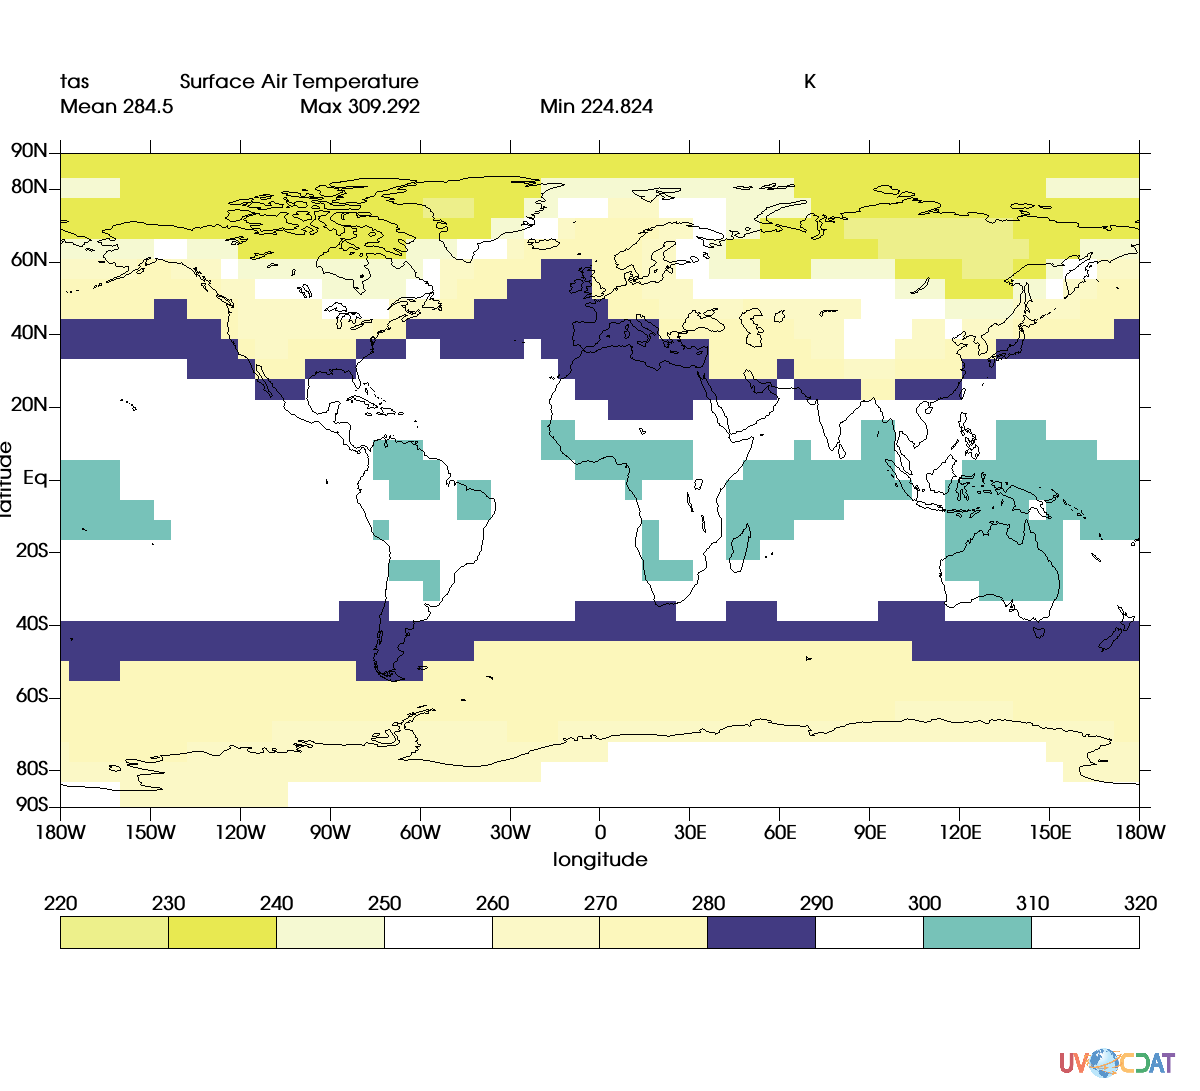 tas Surface Air Temperature K
Mean 284.5 Max 309.292 Min 224.824
90N
80N
60N
40N
20N
Eq
20S
40S
60S
80S
90S
latitude
180W 150W 120W 90W 60W 30W 0 30E 60E 90E 120E 150E 180W
longitude
220 230 240 250 260 270 280 290 300 310 320
UV CDAT